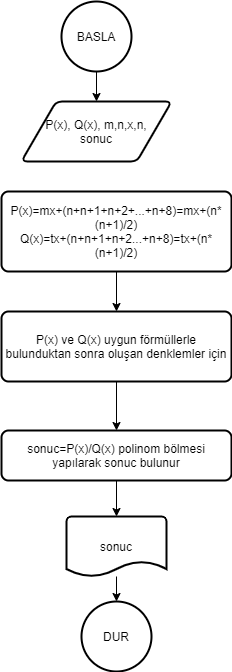 BASLA
P(x), Q(x), m,n,x,n,
sonuc
P(x)=mx+(n+n+1+n+2+...+n+8)=mx+(n*
(n+1)/2)
Q(x)=tx+(n+n+1+n+2...+n+8)=tx+(n*
(n+1)/2)
P(x) ve Q(x) uygun förmüllerle
bulunduktan sonra oluşan denklemler için
sonuc=P(x)/Q(x) polinom bölmesi
yapılarak sonuc bulunur
sonuc
DUR